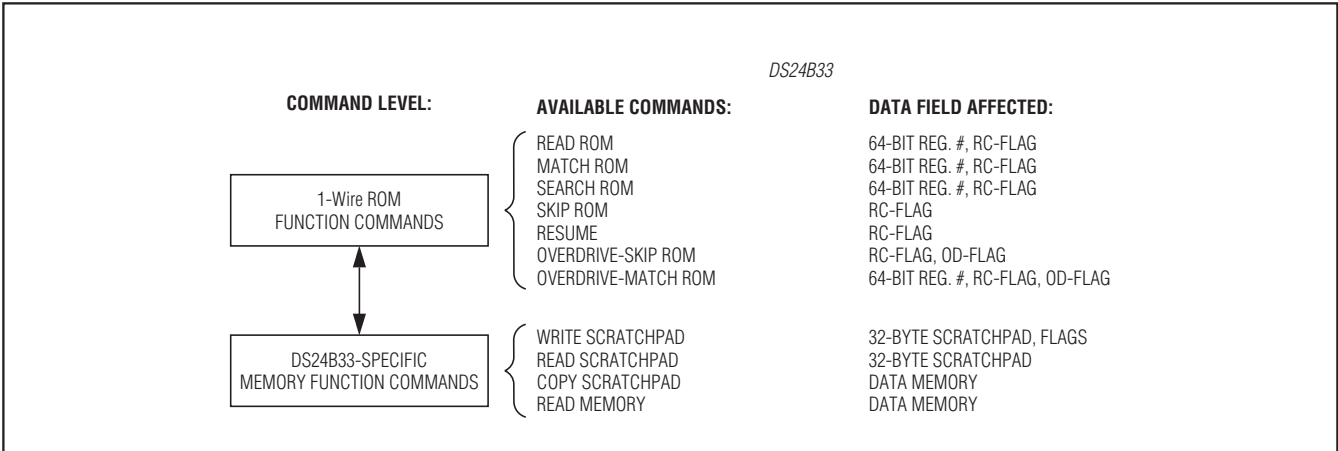 DS24B33
COMMAND LEVEL: AVAILABLE COMMANDS: DATA FIELD AFFECTED:
1-Wire ROM
FUNCTION COMMANDS
READ ROM 64-BIT REG. #, RC-FLAG
MATCH ROM 64-BIT REG. #, RC-FLAG
SEARCH ROM 64-BIT REG. #, RC-FLAG
SKIP ROM RC-FLAG
RESUME RC-FLAG
OVERDRIVE-SKIP ROM RC-FLAG, OD-FLAG
OVERDRIVE-MATCH ROM 64-BIT REG. #, RC-FLAG, OD-FLAG
DS24B33-SPECIFIC
MEMORY FUNCTION COMMANDS
WRITE SCRATCHPAD 32-BYTE SCRATCHPAD, FLAGS
READ SCRATCHPAD 32-BYTE SCRATCHPAD
COPY SCRATCHPAD DATA MEMORY
READ MEMORY DATA MEMORY